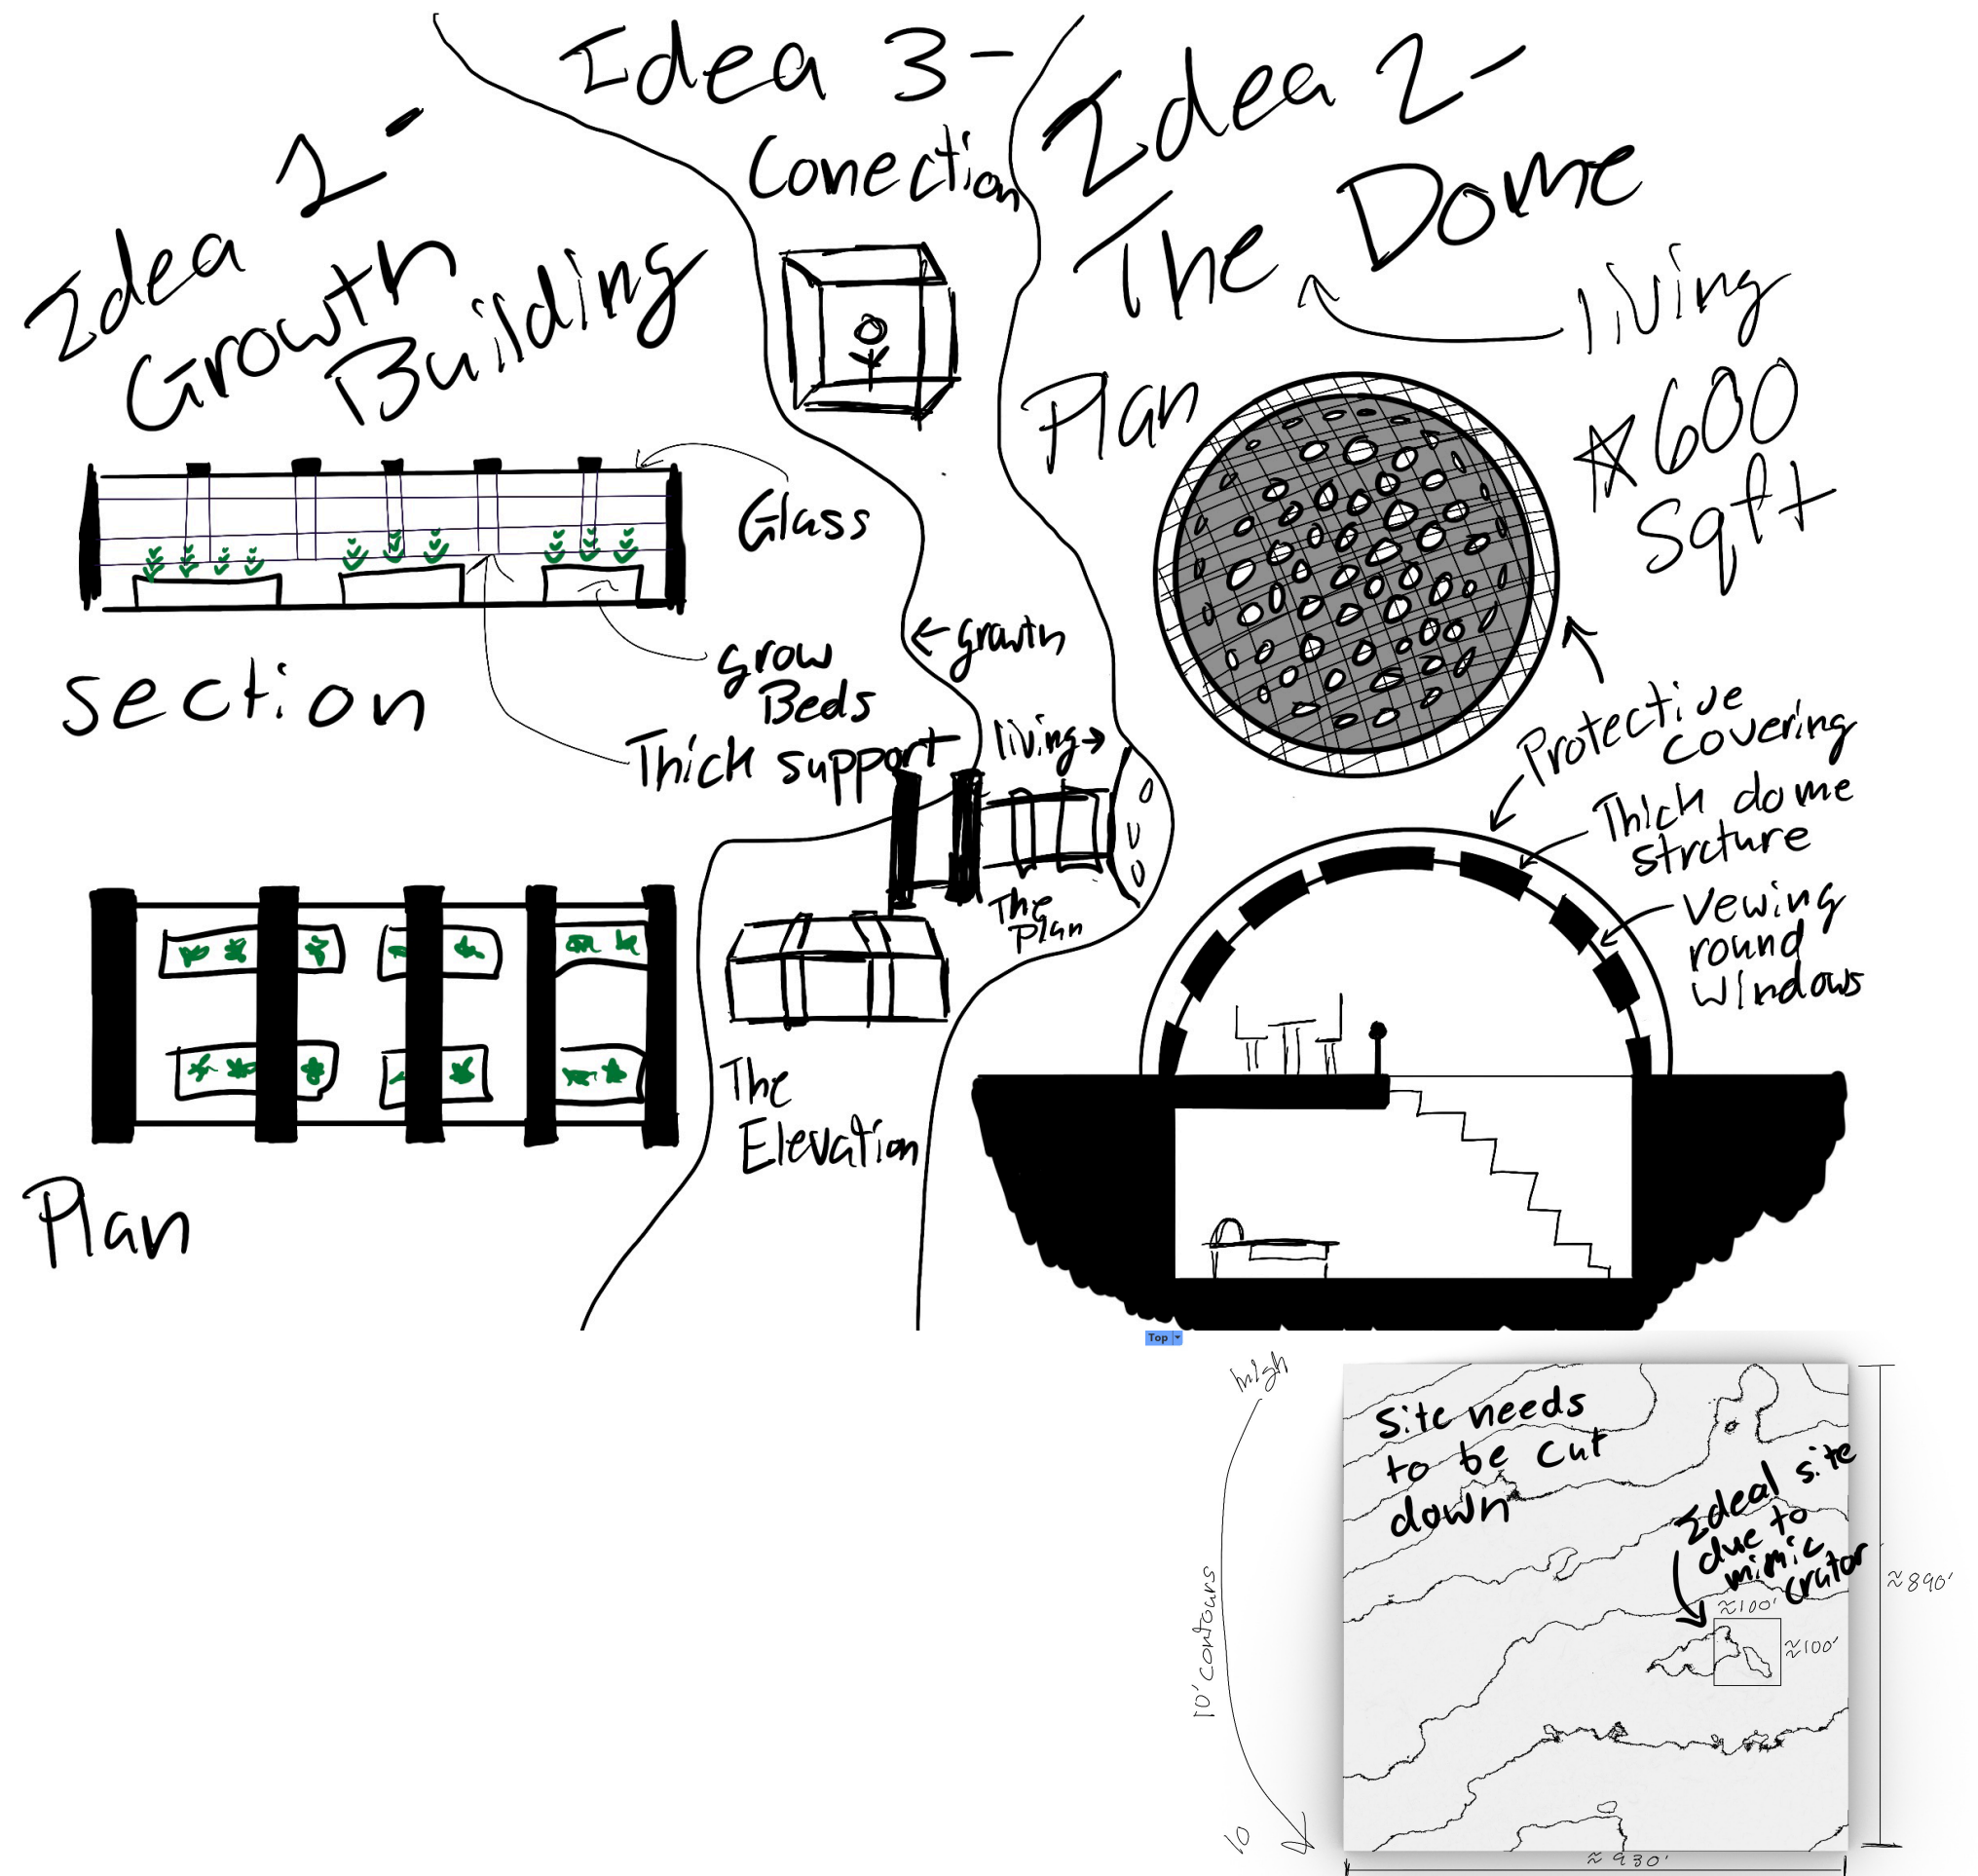 Idea 1-
Growth
Building
Glass
grow
Beds
Thick support
section
Plan
Idea 3-
Conection
←growth
living→
The
Plan
The
Elevation
Idea 2-
The Dome
living
☆600
sqft
Plan
Protective
covering
Thick dome
strcture
Vewing
round
windows
Top
high
10' contours
lo
Site needs
to be cut
down
Ideal site
due to
mimic
crator
≈100'
≈100'
≈890'
≈930'